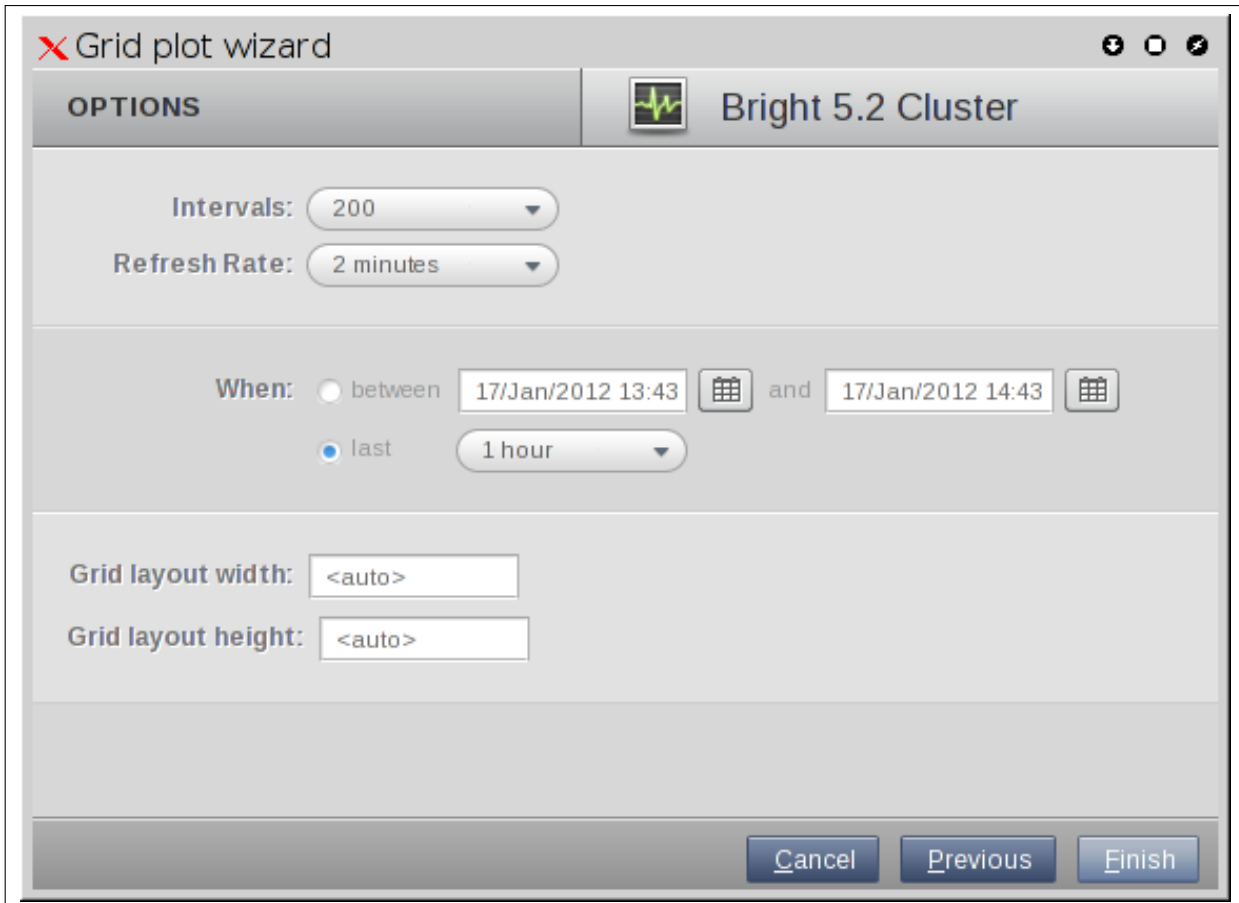 Grid plot wizard
OPTIONS
Bright 5.2 Cluster
Intervals: 200
Refresh Rate: 2 minutes
When: between 17/Jan/2012 13:43 and 17/Jan/2012 14:43
last 1 hour
Grid layout width: <auto>
Grid layout height: <auto>
Cancel Previous Finish